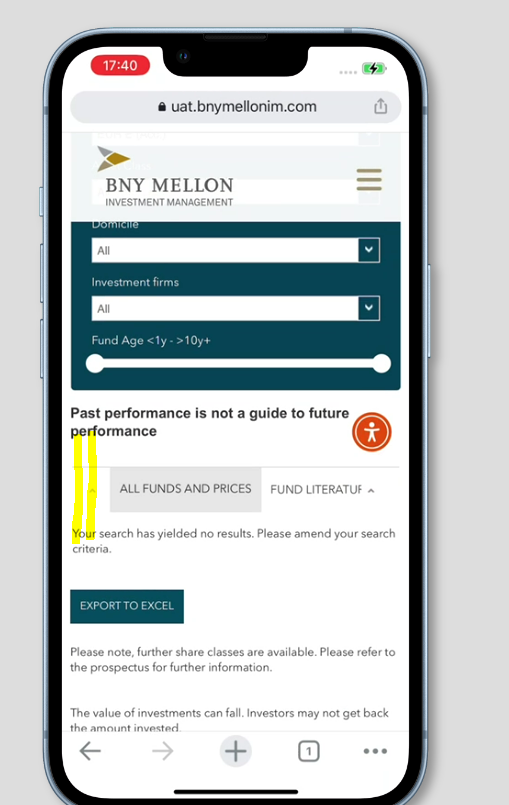 17:40
uat.bnymellonim.com
BNY MELLON
INVESTMENT MANAGEMENT
Domicile
All
Investment firms
All
Fund Age <1y - >10y+
Past performance is not a guide to future
performance
ALL FUNDS AND PRICES FUND LITERATUR
Your search has yielded no results. Please amend your search
criteria.
EXPORT TO EXCEL
Please note, further share classes are available. Please refer to
the prospectus for further information.
The value of investments can fall. Investors may not get back
the amount invested.
1